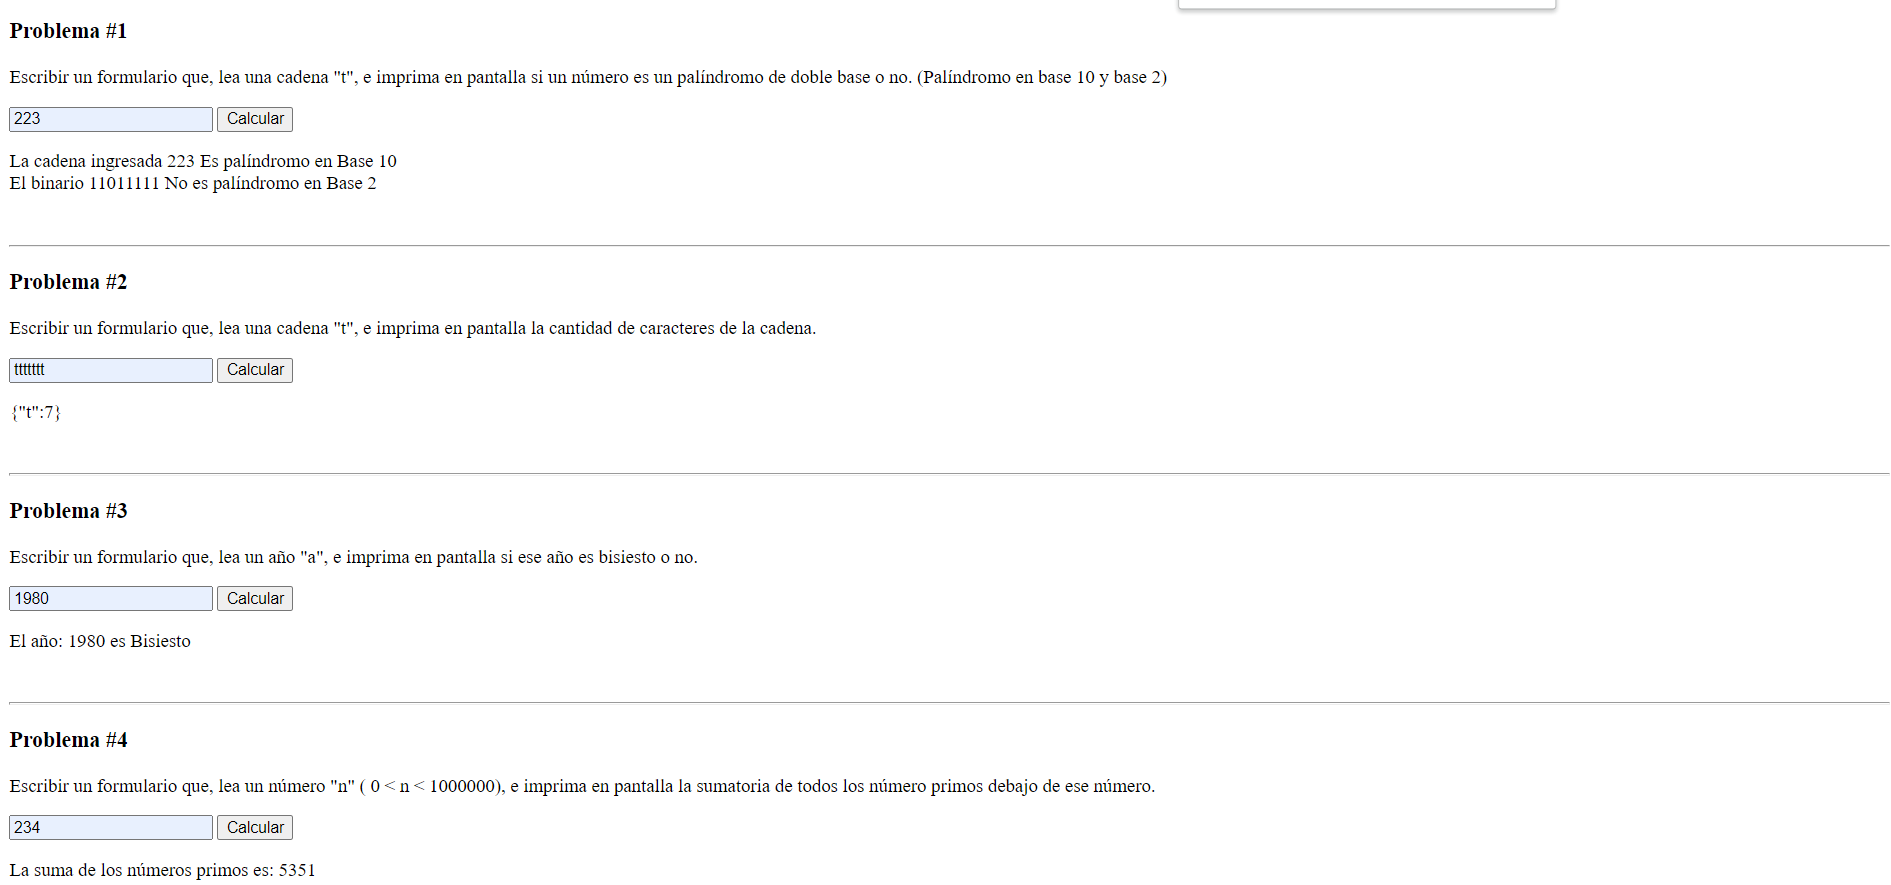 Problema #1
Escribir un formulario que, lea una cadena "t", e imprima en pantalla si un número es un palíndromo de doble base o no. (Palíndromo en base 10 y base 2)
223 Calcular
La cadena ingresada 223 Es palíndromo en Base 10
El binario 11011111 No es palíndromo en Base 2
Problema #2
Escribir un formulario que, lea una cadena "t", e imprima en pantalla la cantidad de caracteres de la cadena.
ttttttt Calcular
{"t":7}
Problema #3
Escribir un formulario que, lea un año "a", e imprima en pantalla si ese año es bisiesto o no.
1980 Calcular
El año: 1980 es Bisiesto
Problema #4
Escribir un formulario que, lea un número "n" ( 0 < n < 1000000), e imprima en pantalla la sumatoria de todos los número primos debajo de ese número.
234 Calcular
La suma de los números primos es: 5351